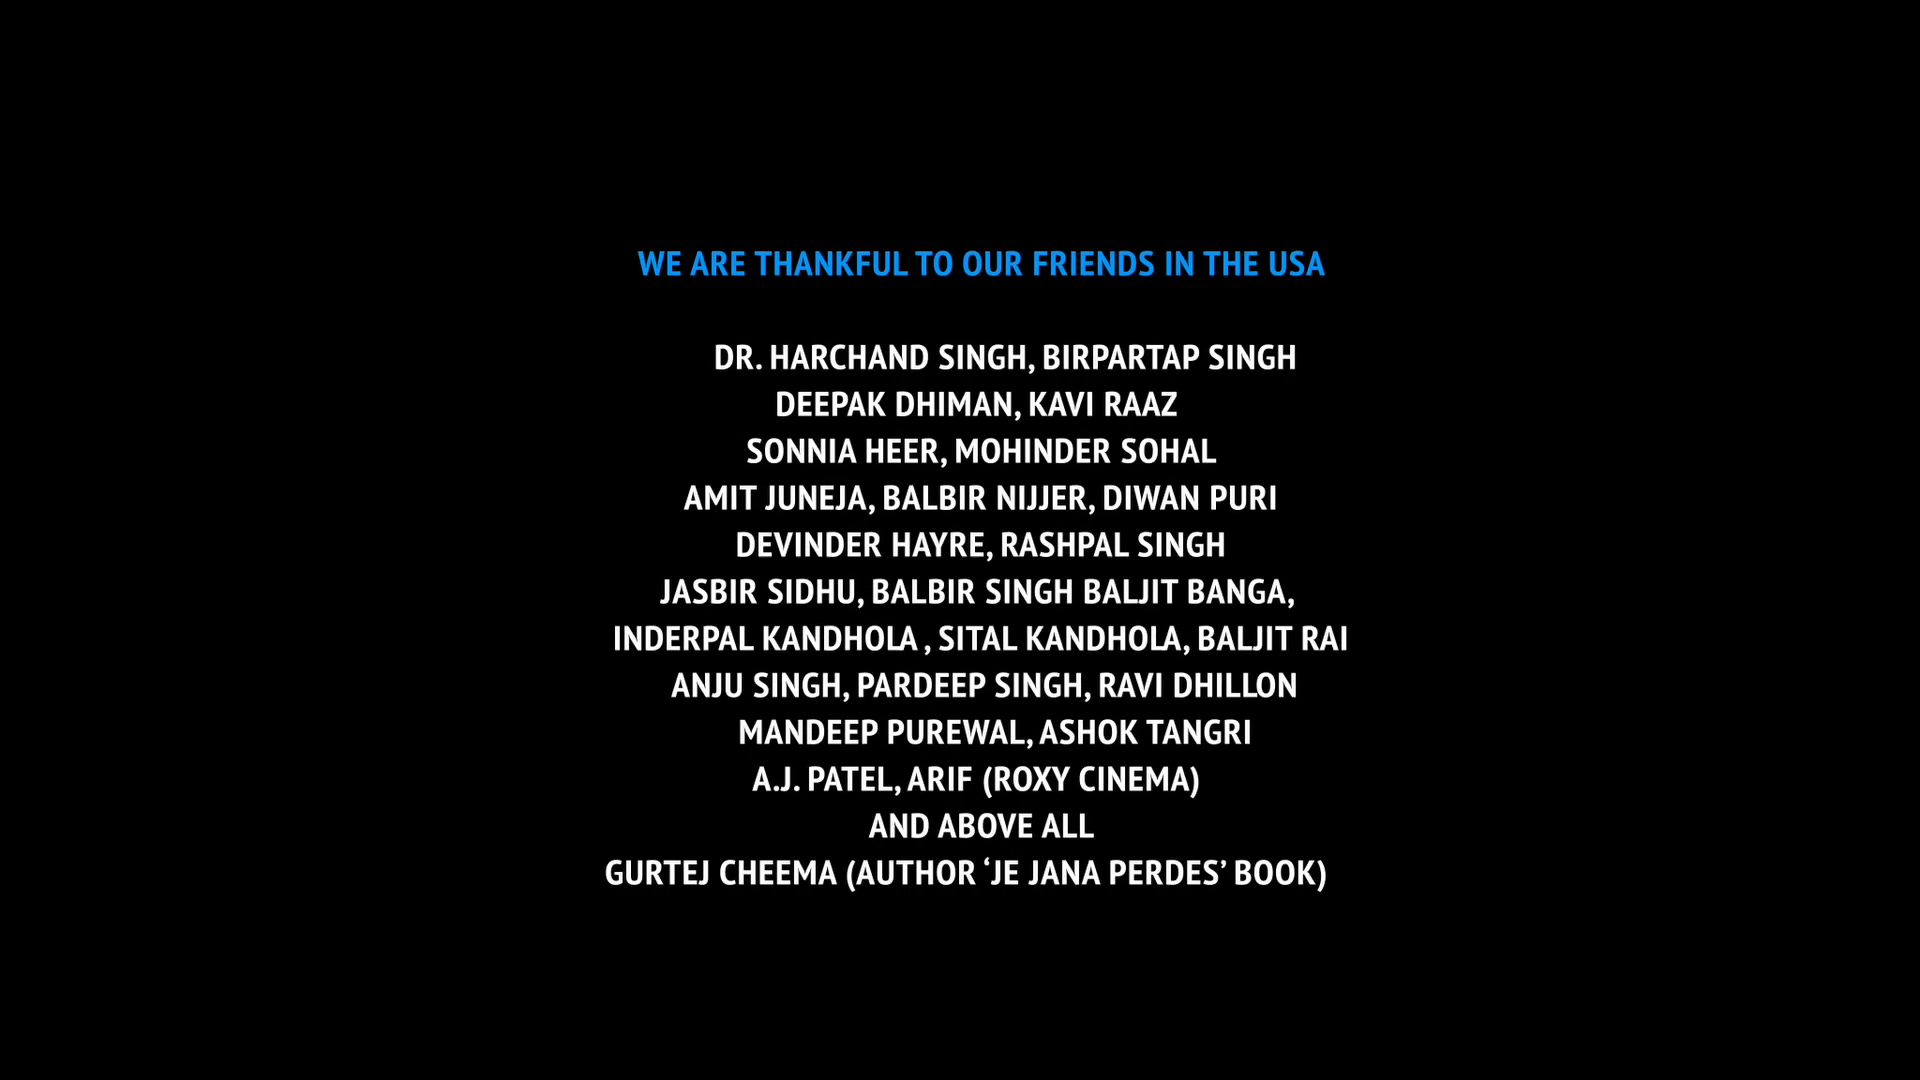 WE ARE THANKFUL TO OUR FRIENDS IN THE USA
DR. HARCHAND SINGH, BIRPARTAP SINGH
DEEPAK DHIMAN, KAVI RAAZ
SONNIA HEER, MOHINDER SOHAL
AMIT JUNEJA, BALBIR NIJJER, DIWAN PURI
DEVINDER HAYRE, RASHPAL SINGH
JASBIR SIDHU, BALBIR SINGH BALJIT BANGA,
INDERPAL KANDHOLA , SITAL KANDHOLA, BALJIT RAI
ANJU SINGH, PARDEEP SINGH, RAVI DHILLON
MANDEEP PUREWAL, ASHOK TANGRI
A.J. PATEL, ARIF (ROXY CINEMA)
AND ABOVE ALL
GURTEJ CHEEMA (AUTHOR ‘JE JANA PERDES’ BOOK)